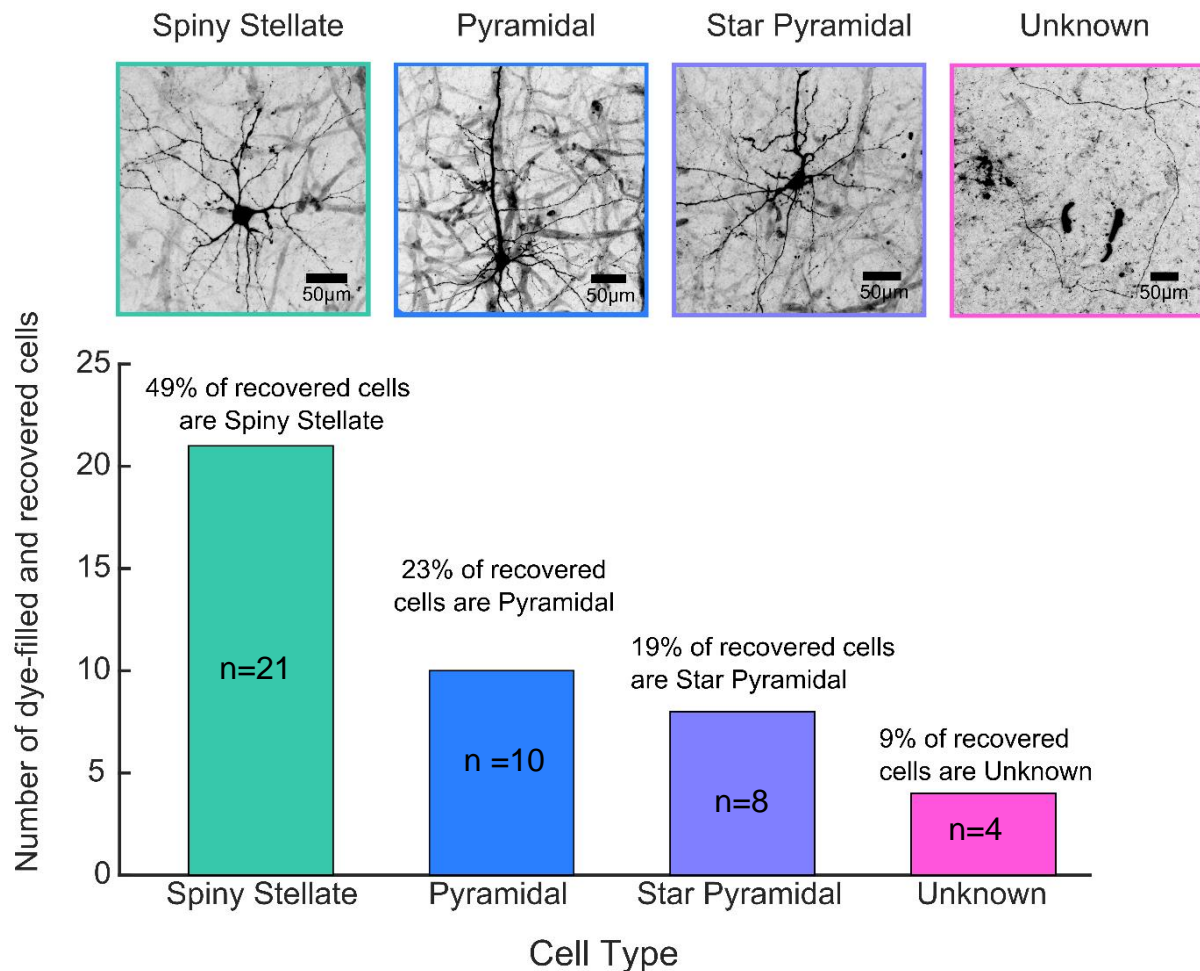 Spiny Stellate
Pyramidal
Star Pyramidal
Unknown
50µm
50µm
50µm
50µm
Number of dye-filled and recovered cells
25
20
15
10
5
0
49% of recovered cells
are Spiny Stellate
n=21
23% of recovered
cells are Pyramidal
n =10
19% of recovered cells
are Star Pyramidal
n=8
9% of recovered
cells are Unknown
n=4
Spiny Stellate
Pyramidal
Star Pyramidal
Unknown
Cell Type